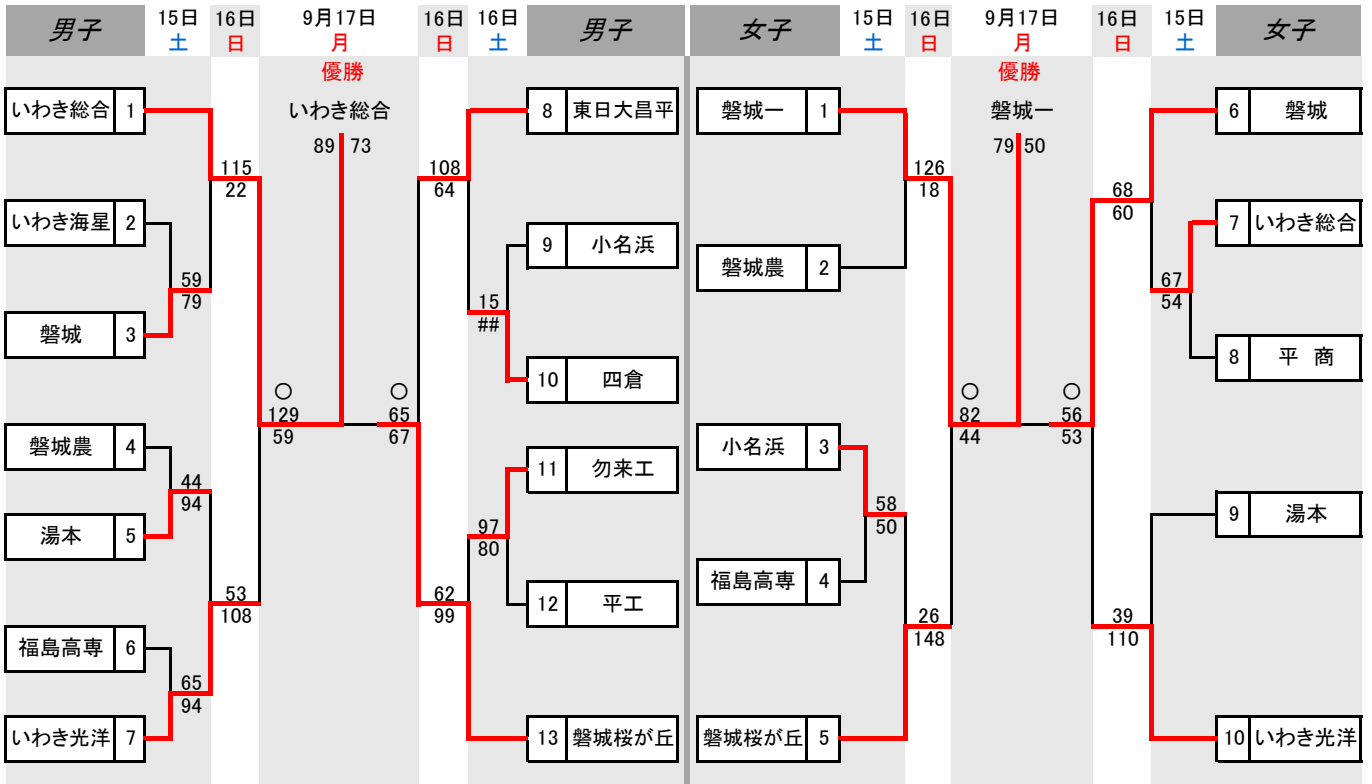 男子 15日 16日 9月17日 16日 16日 男子
土 日 月 日 土
優勝
いわき総合
89 73
いわき総合 1
いわき海星 2
磐城 3
磐城農 4
湯本 5
福島高専 6
いわき光洋 7
115
22
59
79
44
94
53
108
65
94
○
129
59
○
65
67
108
64
15
##
97
80
62
99
8 東日大昌平
9 小名浜
10 四倉
11 勿来工
12 平工
13 磐城桜が丘
女子 15日 16日 9月17日 16日 15日 女子
土 日 月 日 土
優勝
磐城一
79 50
磐城一 1
磐城農 2
小名浜 3
福島高専 4
磐城桜が丘 5
126
18
58
50
26
148
○
82
44
○
56
53
68
60
67
54
39
110
6 磐城
7 いわき総合
8 平 商
9 湯本
10 いわき光洋